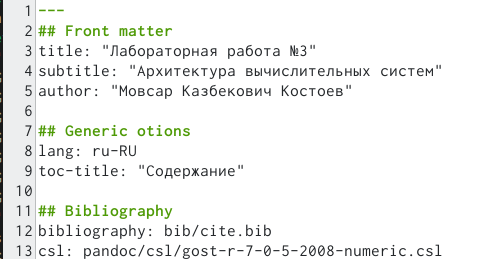 1 ---
2 ## Front matter
3 title: "Лабораторная работа №3"
4 subtitle: "Архитектура вычислительных систем"
5 author: "Мовсар Казбекович Костоев"
6
7 ## Generic otions
8 lang: ru-RU
9 toc-title: "Содержание"
10
11 ## Bibliography
12 bibliography: bib/cite.bib
13 csl: pandoc/csl/gost-r-7-0-5-2008-numeric.csl